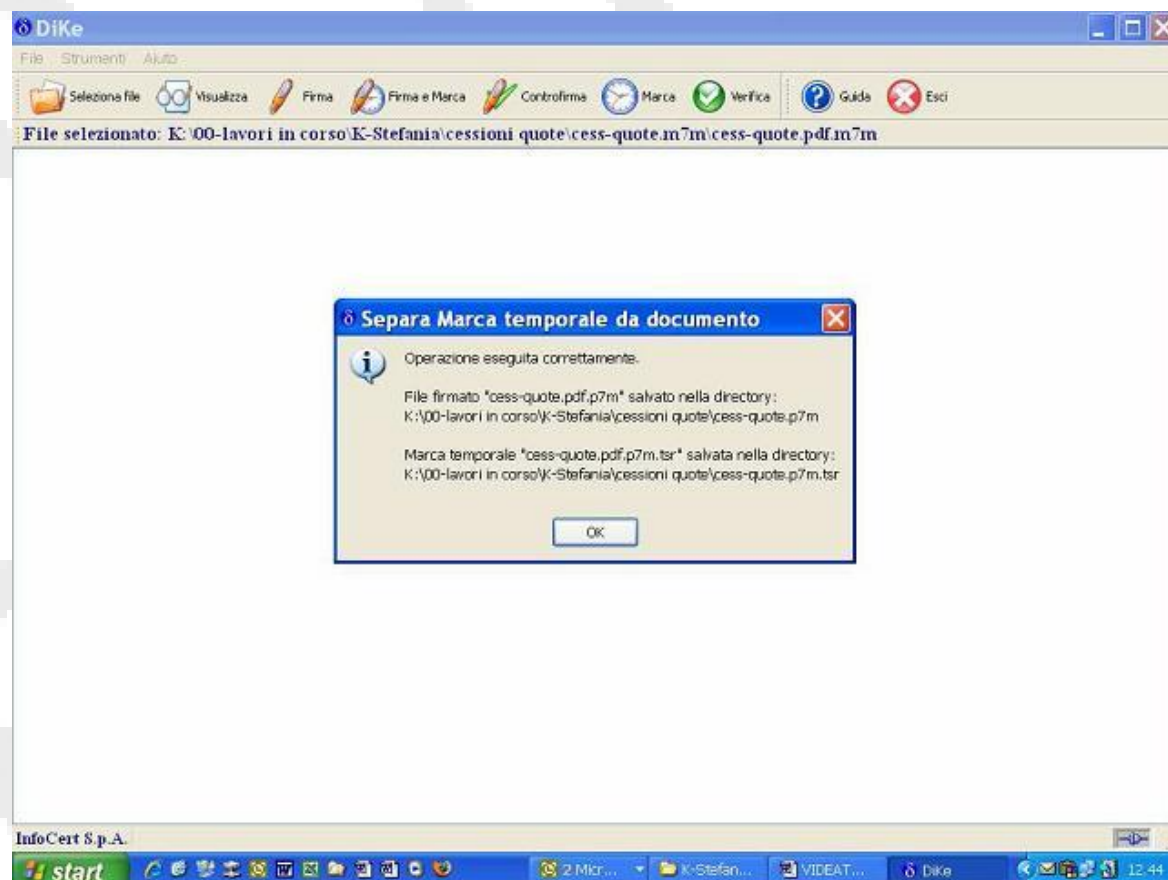 δ DiKe
File Strumenti Aiuto
Seleziona file Visualizza Firma Firma e Marca Controfirma Marca Verifica Guida Esci
File selezionato: K:\00-lavori in corso\K-Stefania\cessioni quote\cess-quote.m7m\cess-quote.pdf.m7m
δ Separa Marca temporale da documento
Operazione eseguita correttamente.
File firmato "cess-quote.pdf.p7m" salvato nella directory:
K:\00-lavori in corso\K-Stefania\cessioni quote\cess-quote.p7m
Marca temporale "cess-quote.pdf.p7m.tsr" salvata nella directory:
K:\00-lavori in corso\K-Stefania\cessioni quote\cess-quote.p7m.tsr
OK
InfoCert S.p.A.
start 2 Micr... K-Stefan... VIDEAT... δ DiKe 12.44